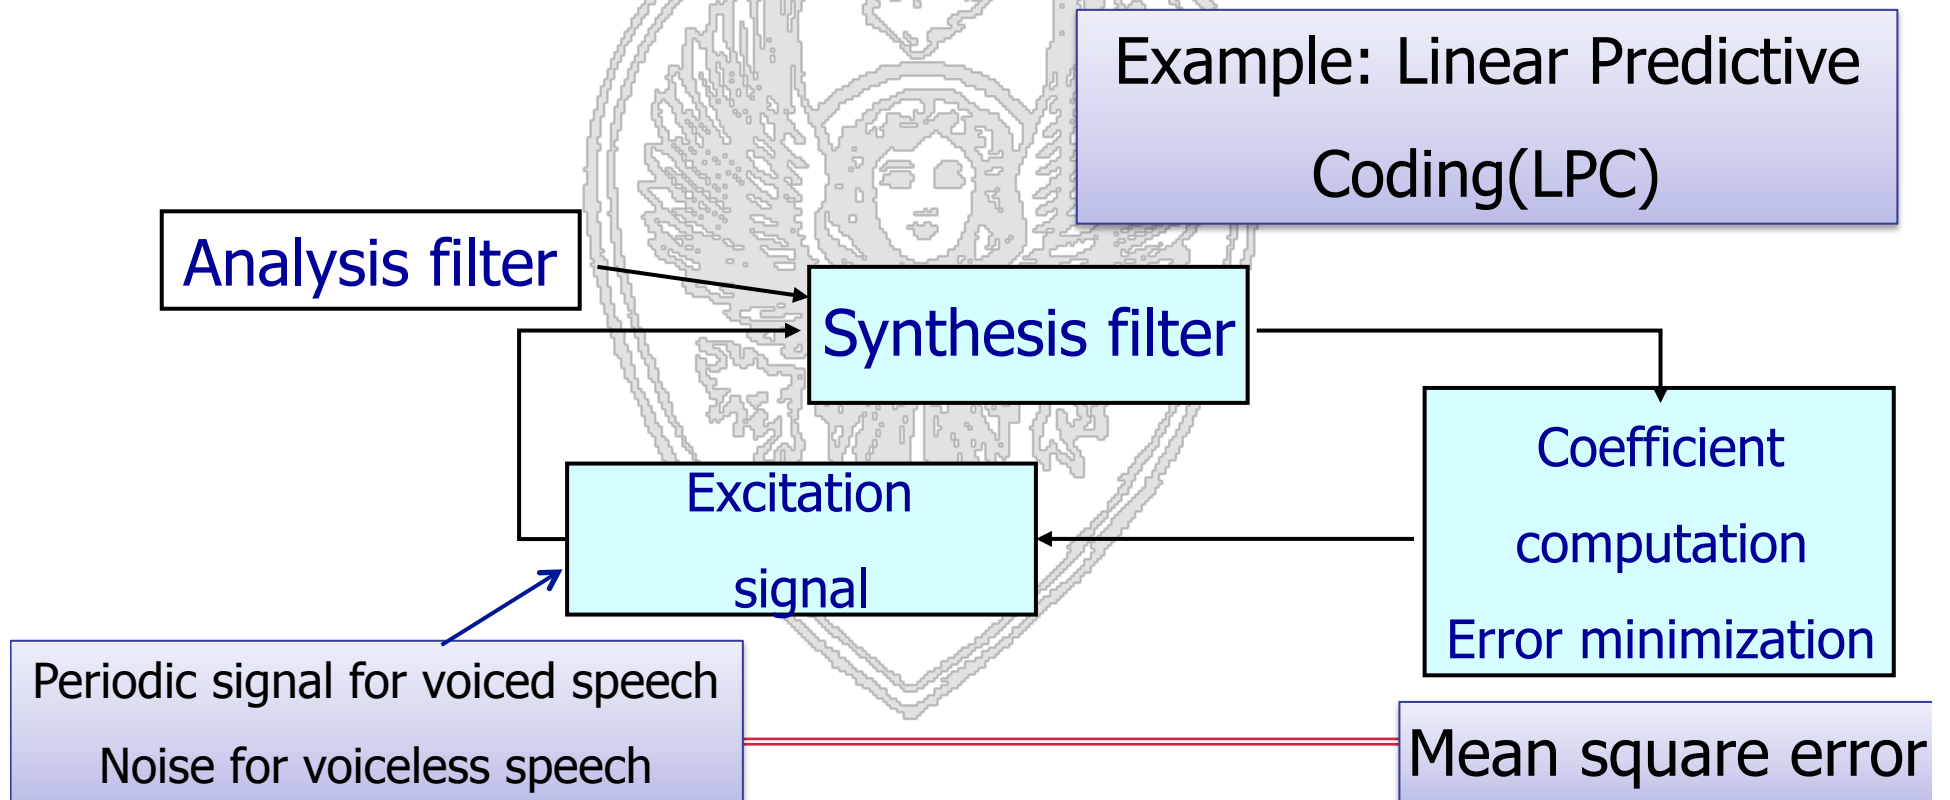 Example: Linear Predictive
Coding(LPC)
Analysis filter
Synthesis filter
Coefficient
computation
Error minimization
Excitation
signal
Periodic signal for voiced speech
Noise for voiceless speech
Mean square error